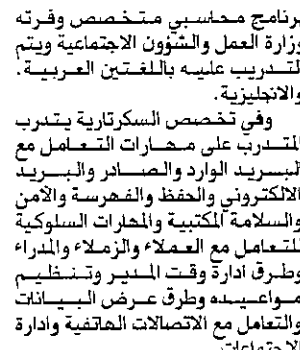 برنامج محاسبي متخصص وفرته
وزارة العمل والشؤون الاجتماعية ويتم
التدريب عليه باللغتين العربية.
والانجليزية.
وفي تخصص السكرتارية يتدرب
المتدرب على مهارات التعامل مع
البريد الوارد والصادر والبريد
الالكتروني والحفظ والفهرسة والأمن
والسلامة المكتبية والمهارات السلوكية
للتعامل مع العملاء والزملاء والمدراء
وطرق ادارة وقت المدير وتنظيم
مواعيده وطرق عرض البيانات
والتعامل مع الاتصالات الهاتفية وادارة
الاجتماعات